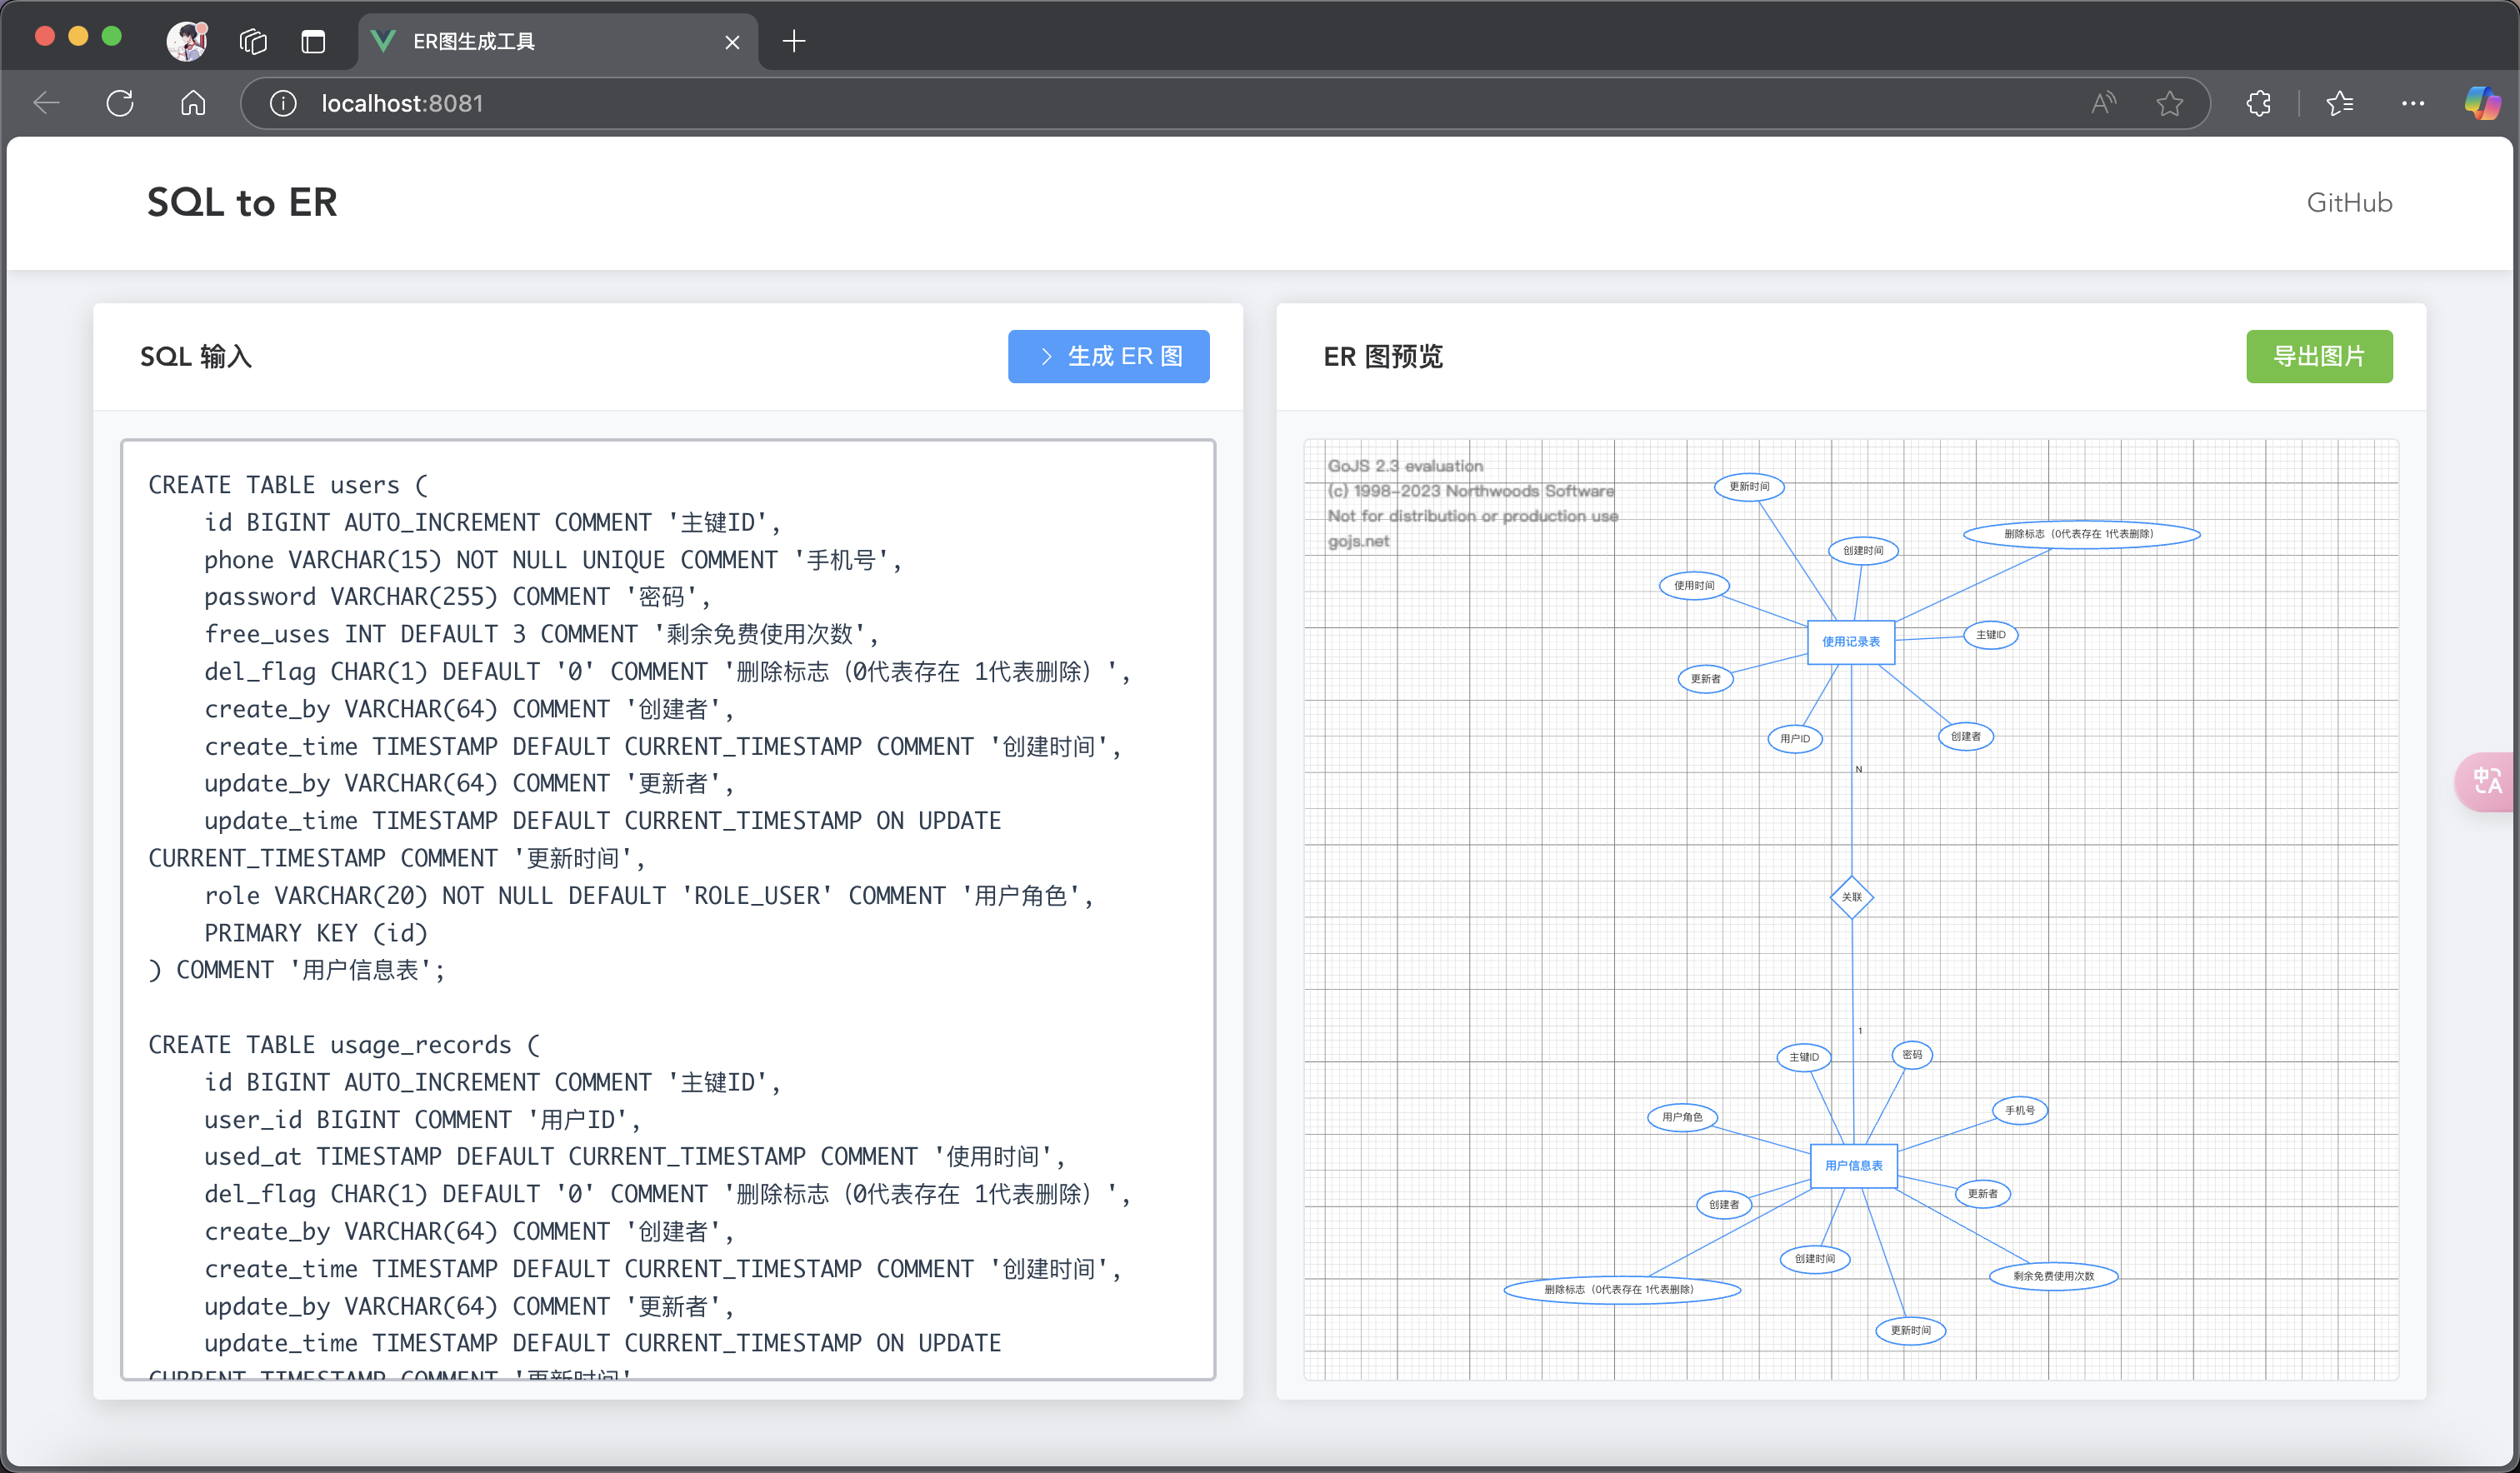 ER图生成工具
localhost:8081
SQL to ER
GitHub
SQL 输入
生成 ER 图
CREATE TABLE users (
    id BIGINT AUTO_INCREMENT COMMENT '主键ID',
    phone VARCHAR(15) NOT NULL UNIQUE COMMENT '手机号',
    password VARCHAR(255) COMMENT '密码',
    free_uses INT DEFAULT 3 COMMENT '剩余免费使用次数',
    del_flag CHAR(1) DEFAULT '0' COMMENT '删除标志（0代表存在 1代表删除）',
    create_by VARCHAR(64) COMMENT '创建者',
    create_time TIMESTAMP DEFAULT CURRENT_TIMESTAMP COMMENT '创建时间',
    update_by VARCHAR(64) COMMENT '更新者',
    update_time TIMESTAMP DEFAULT CURRENT_TIMESTAMP ON UPDATE
CURRENT_TIMESTAMP COMMENT '更新时间',
    role VARCHAR(20) NOT NULL DEFAULT 'ROLE_USER' COMMENT '用户角色',
    PRIMARY KEY (id)
) COMMENT '用户信息表';
CREATE TABLE usage_records (
    id BIGINT AUTO_INCREMENT COMMENT '主键ID',
    user_id BIGINT COMMENT '用户ID',
    used_at TIMESTAMP DEFAULT CURRENT_TIMESTAMP COMMENT '使用时间',
    del_flag CHAR(1) DEFAULT '0' COMMENT '删除标志（0代表存在 1代表删除）',
    create_by VARCHAR(64) COMMENT '创建者',
    create_time TIMESTAMP DEFAULT CURRENT_TIMESTAMP COMMENT '创建时间',
    update_by VARCHAR(64) COMMENT '更新者',
    update_time TIMESTAMP DEFAULT CURRENT_TIMESTAMP ON UPDATE
CURRENT_TIMESTAMP COMMENT '更新时间'
ER 图预览
导出图片
GoJS 2.3 evaluation
(c) 1998-2023 Northwoods Software
Not for distribution or production use
gojs.net
更新时间
删除标志（0代表存在 1代表删除）
创建时间
使用时间
主键ID
使用记录表
更新者
用户ID
创建者
N
关联
1
主键ID
密码
手机号
用户角色
用户信息表
更新者
创建者
创建时间
剩余免费使用次数
删除标志（0代表存在 1代表删除）
更新时间
中
A